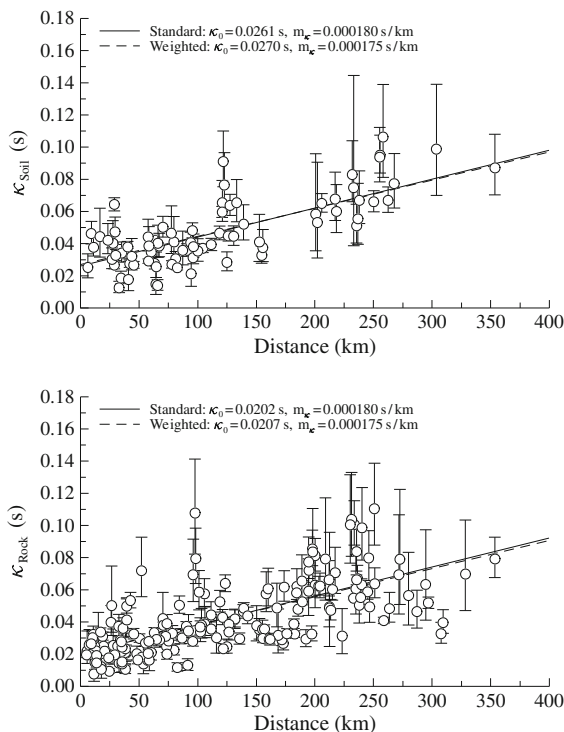 Standard: κ₀=0.0261 s, mκ=0.000180 s/km
Weighted: κ₀=0.0270 s, mκ=0.000175 s/km
0.18
0.16
0.14
0.12
0.10
0.08
0.06
0.04
0.02
0.00
κSoil (s)
0 50 100 150 200 250 300 350 400
Distance (km)
Standard: κ₀=0.0202 s, mκ=0.000180 s/km
Weighted: κ₀=0.0207 s, mκ=0.000175 s/km
0.18
0.16
0.14
0.12
0.10
0.08
0.06
0.04
0.02
0.00
κRock (s)
0 50 100 150 200 250 300 350 400
Distance (km)